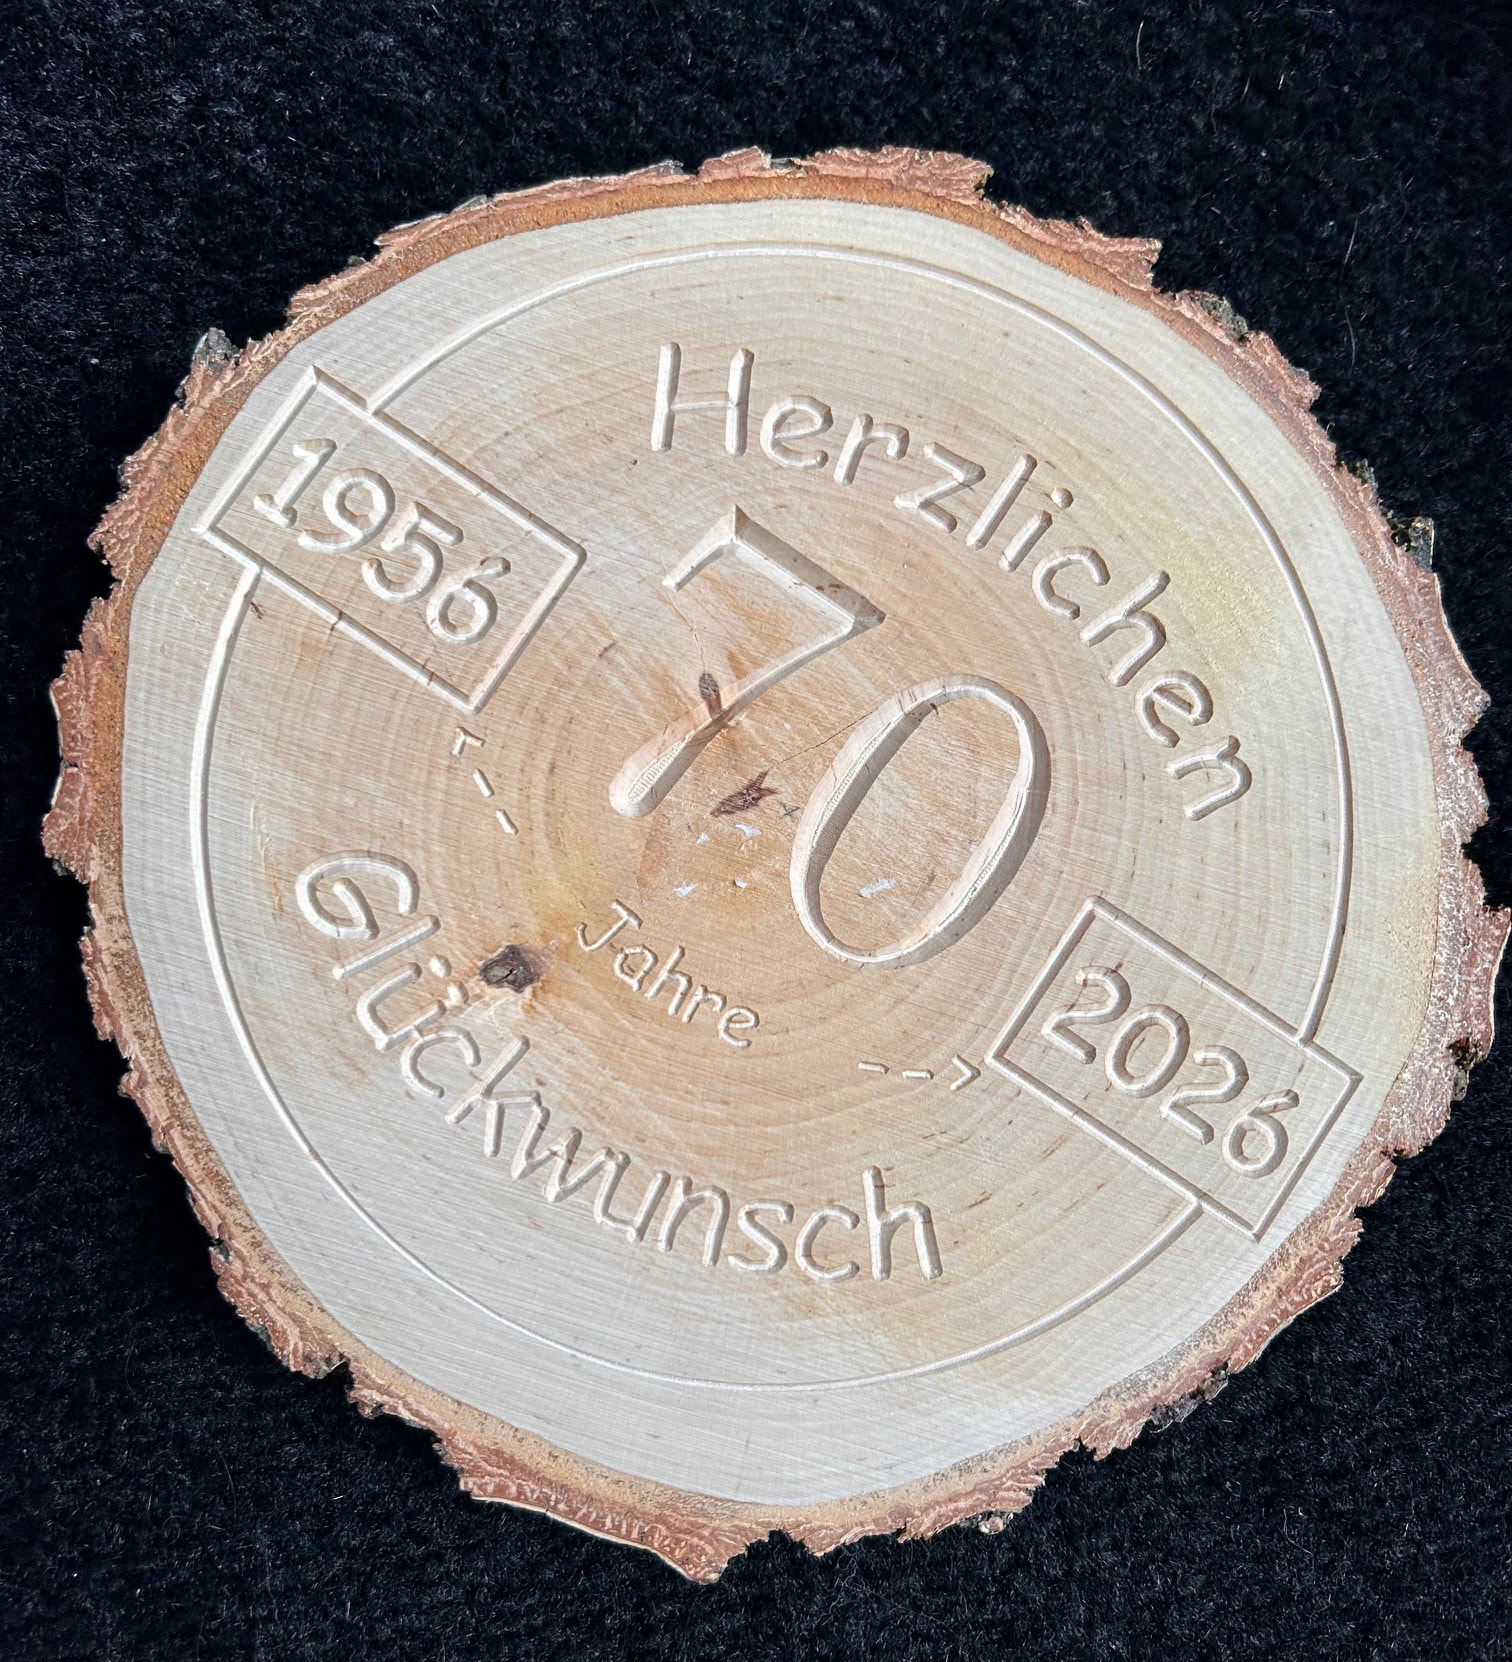 Herzlichen
1956
70
Jahre
2026
Glückwunsch